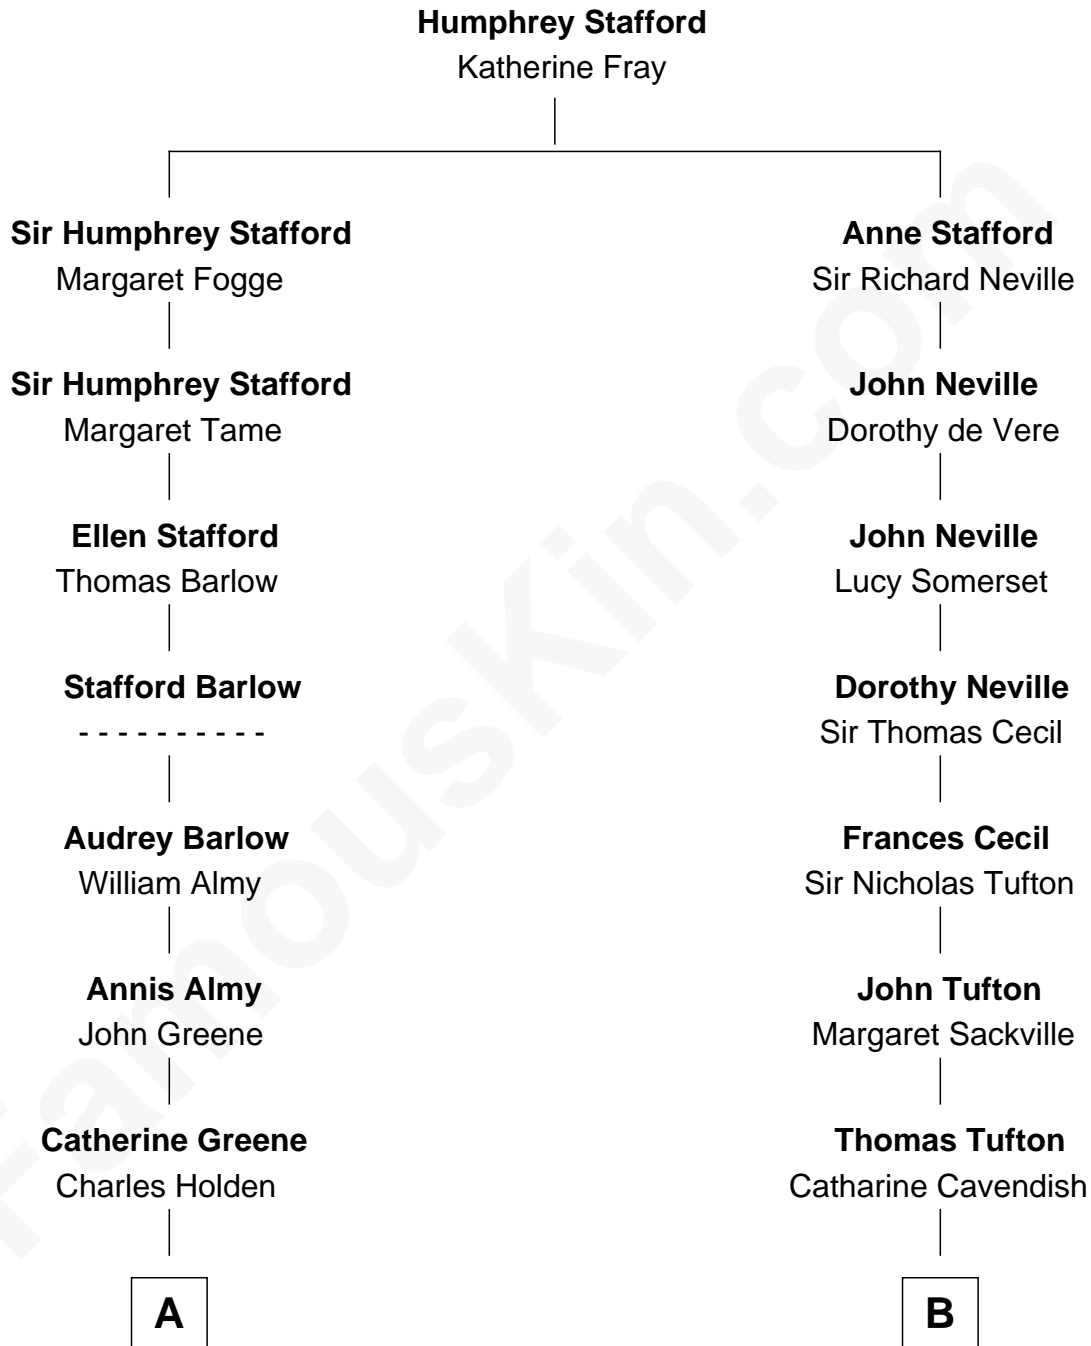 Humphrey Stafford
Katherine Fray
Sir Humphrey Stafford
Margaret Fogge
Anne Stafford
Sir Richard Neville
Sir Humphrey Stafford
Margaret Tame
John Neville
Dorothy de Vere
Ellen Stafford
Thomas Barlow
John Neville
Lucy Somerset
Stafford Barlow
- - - - - - - - - -
Dorothy Neville
Sir Thomas Cecil
Audrey Barlow
William Almy
Frances Cecil
Sir Nicholas Tufton
Annis Almy
John Greene
John Tufton
Margaret Sackville
Catherine Greene
Charles Holden
Thomas Tufton
Catharine Cavendish
A
B
FamousKin.com